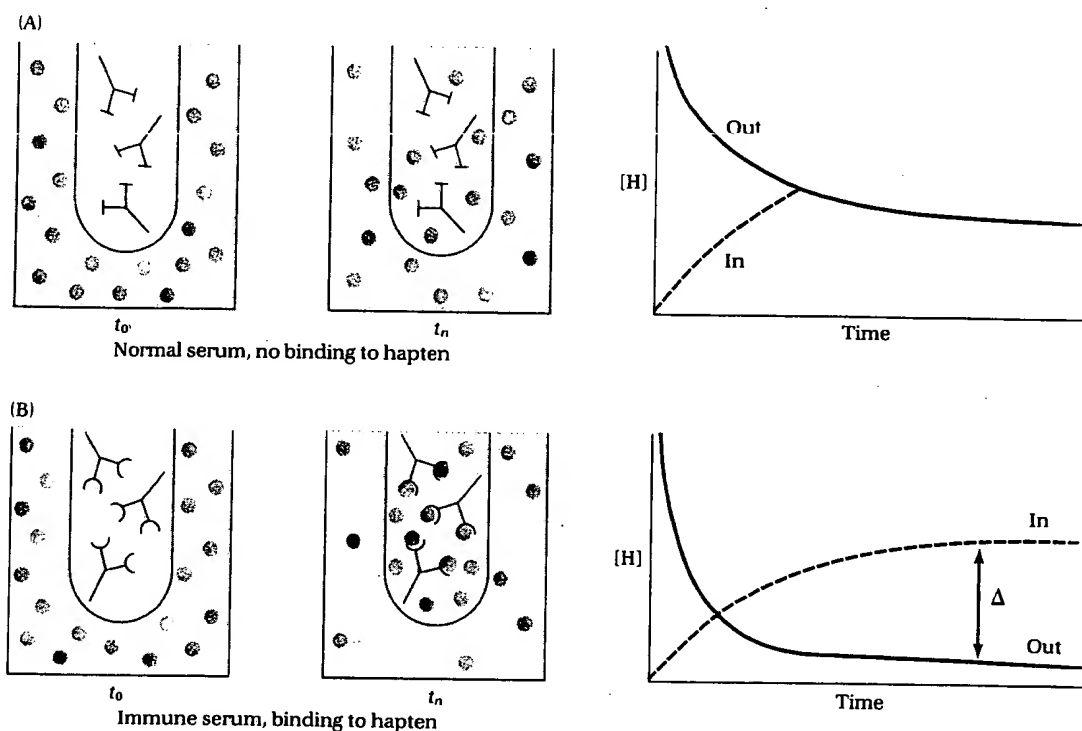 (A)
t₀
tₙ
Normal serum, no binding to hapten
[H]
Out
In
Time
(B)
t₀
tₙ
Immune serum, binding to hapten
[H]
In
Δ
Out
Time